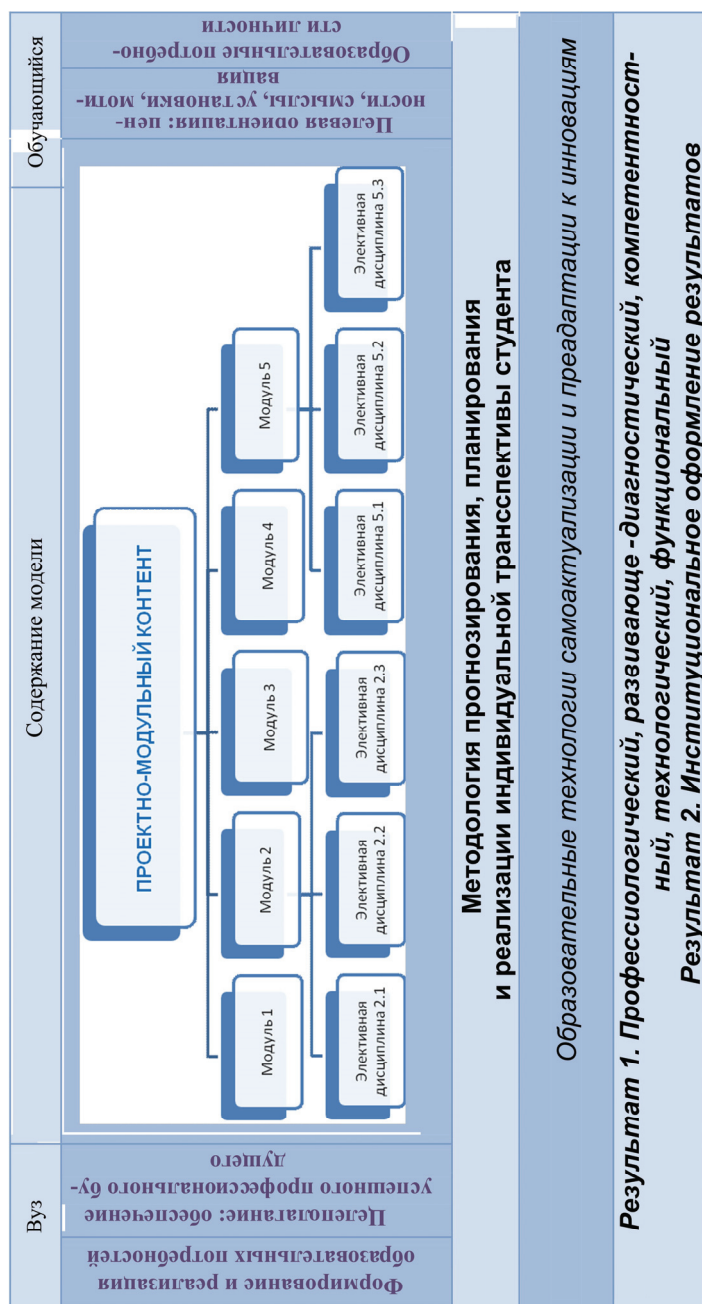 Вуз
Содержание модели
Обучающийся
Формирование и реализация
образовательных потребностей
Целеполагание: обеспечение
успешного профессионального бу-
дущего
ПРОЕКТНО-МОДУЛЬНЫЙ КОНТЕНТ
Модуль 1
Модуль 2
Модуль 3
Модуль 4
Модуль 5
Элективная
дисциплина 2.1
Элективная
дисциплина 2.2
Элективная
дисциплина 2.3
Элективная
дисциплина 5.1
Элективная
дисциплина 5.2
Элективная
дисциплина 5.3
Целевая ориентация: цен-
ности, смыслы, установки, моти-
вация
Образовательные потребно-
сти личности
Методология прогнозирования, планирования
и реализации индивидуальной трансспективы студента
Образовательные технологии самоактуализации и преадаптации к инновациям
Результат 1. Профессиологический, развивающе -диагностический, компетентност-
ный, технологический, функциональный
Результат 2. Институциональное оформление результатов